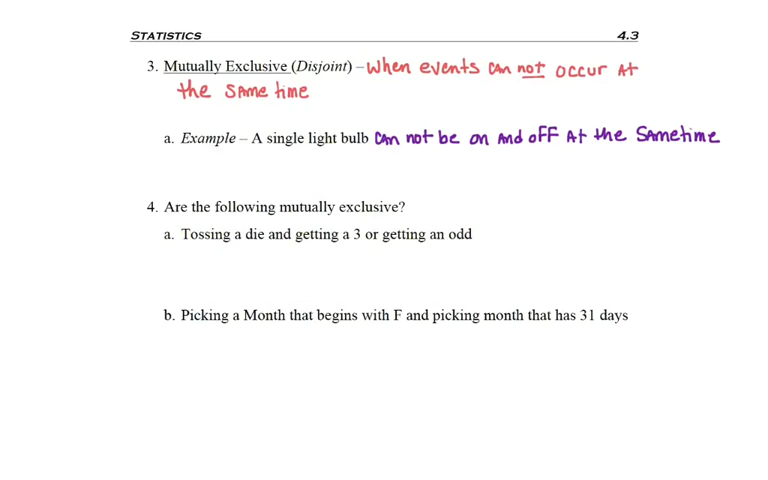 STATISTICS 4.3
3. Mutually Exclusive (Disjoint) – When events can not occur at
the same time
a. Example – A single light bulb can not be on and off at the sametime
4. Are the following mutually exclusive?
a. Tossing a die and getting a 3 or getting an odd
b. Picking a Month that begins with F and picking month that has 31 days